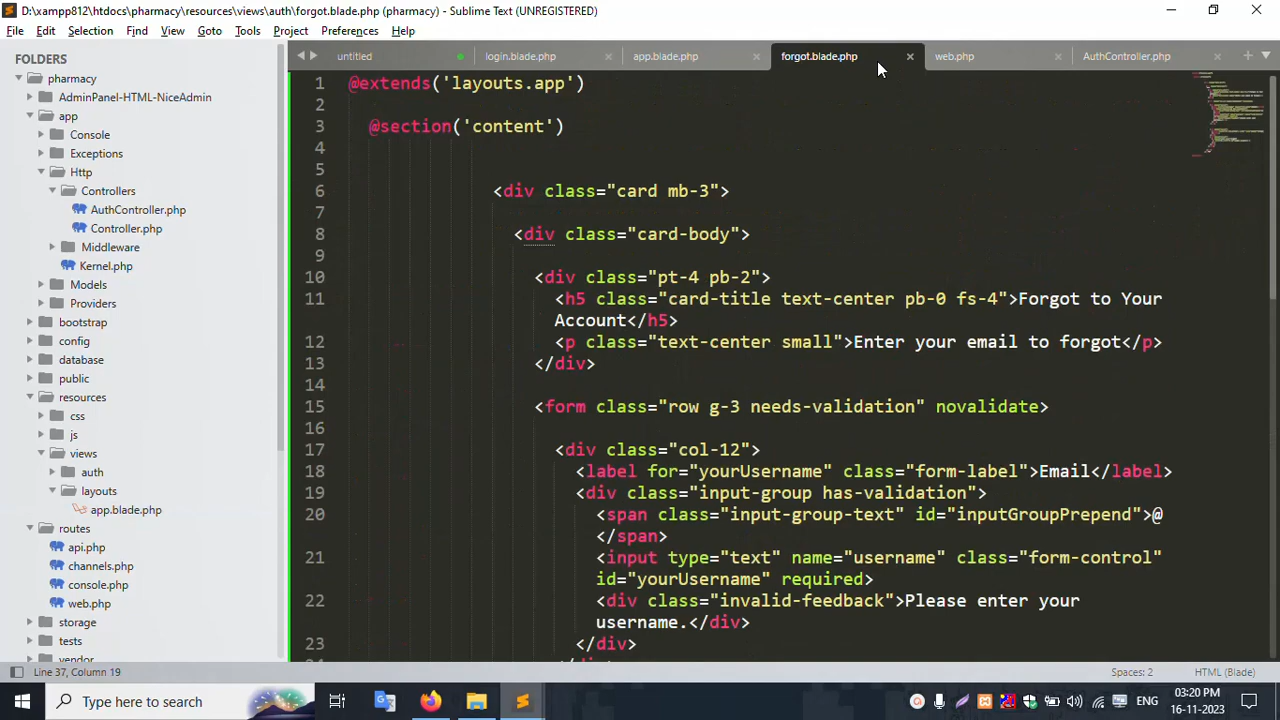 D:\xampp812\htdocs\pharmacy\resources\views\auth\forgot.blade.php (pharmacy) - Sublime Text (UNREGISTERED)
File Edit Selection Find View Goto Tools Project Preferences Help
FOLDERS
pharmacy
AdminPanel-HTML-NiceAdmin
app
Console
Exceptions
Http
Controllers
AuthController.php
Controller.php
Middleware
Kernel.php
Models
Providers
bootstrap
config
database
public
resources
css
js
views
auth
layouts
app.blade.php
routes
api.php
channels.php
console.php
web.php
storage
tests
vendor
untitled login.blade.php app.blade.php forgot.blade.php web.php AuthController.php
1 @extends('layouts.app')
2
3 @section('content')
4
5
6 <div class="card mb-3">
7
8 <div class="card-body">
9
10 <div class="pt-4 pb-2">
11 <h5 class="card-title text-center pb-0 fs-4">Forgot to Your
Account</h5>
12 <p class="text-center small">Enter your email to forgot</p>
13 </div>
14
15 <form class="row g-3 needs-validation" novalidate>
16
17 <div class="col-12">
18 <label for="yourUsername" class="form-label">Email</label>
19 <div class="input-group has-validation">
20 <span class="input-group-text" id="inputGroupPrepend">@
</span>
21 <input type="text" name="username" class="form-control"
id="yourUsername" required>
22 <div class="invalid-feedback">Please enter your
username.</div>
23 </div>
Line 37, Column 19 Spaces: 2 HTML (Blade)
Type here to search
ENG
03:20 PM
16-11-2023